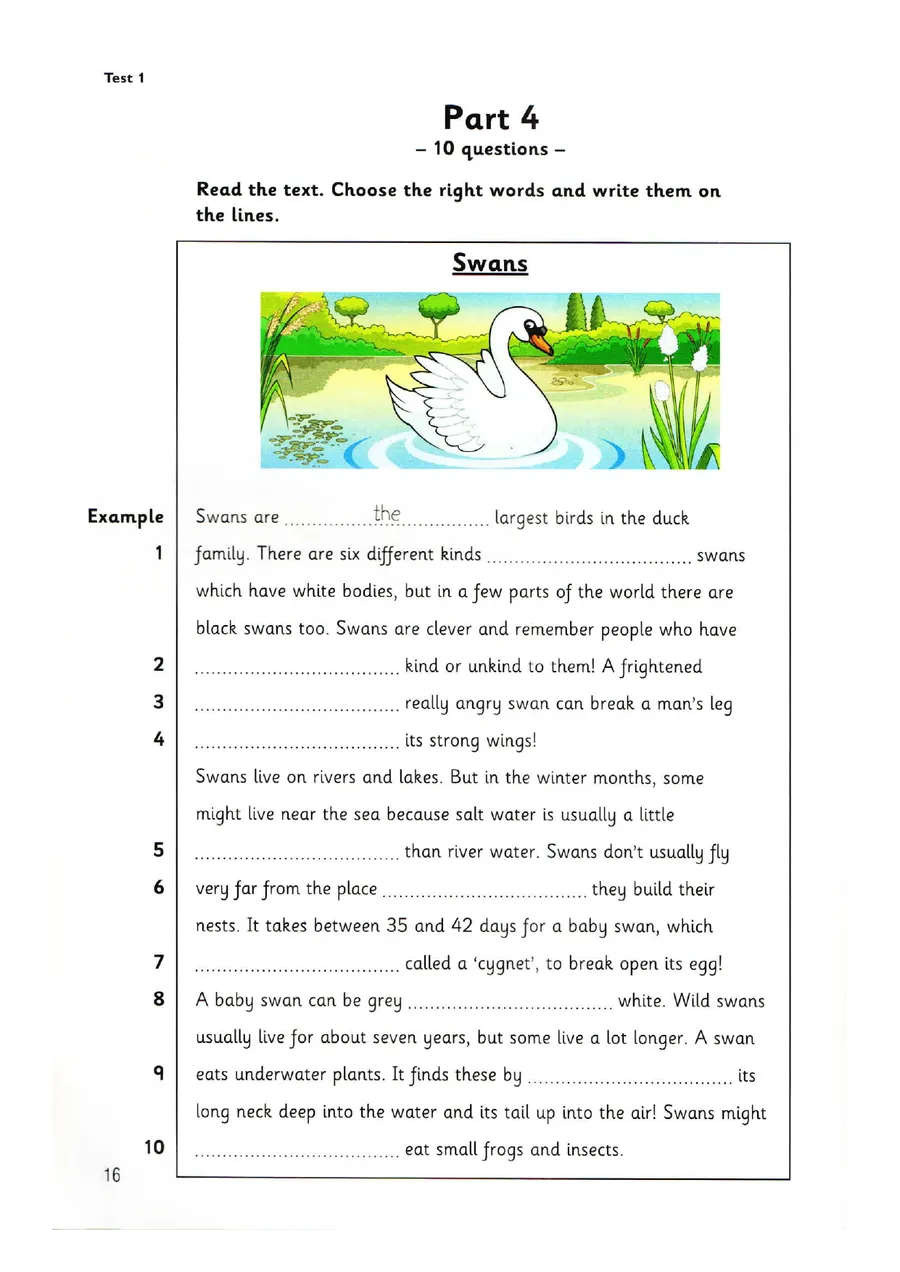 Test 1
Part 4
– 10 questions –
Read the text. Choose the right words and write them on
the lines.
Swans
Example Swans are ................the................ largest birds in the duck
1 family. There are six different kinds ..................................... swans
which have white bodies, but in a few parts of the world there are
black swans too. Swans are clever and remember people who have
2 ..................................... kind or unkind to them! A frightened
3 ..................................... really angry swan can break a man's leg
4 ..................................... its strong wings!
Swans live on rivers and lakes. But in the winter months, some
might live near the sea because salt water is usually a little
5 ..................................... than river water. Swans don't usually fly
6 very far from the place ..................................... they build their
nests. It takes between 35 and 42 days for a baby swan, which
7 ..................................... called a 'cygnet', to break open its egg!
8 A baby swan can be grey ..................................... white. Wild swans
usually live for about seven years, but some live a lot longer. A swan
9 eats underwater plants. It finds these by ..................................... its
long neck deep into the water and its tail up into the air! Swans might
10 ..................................... eat small frogs and insects.
16